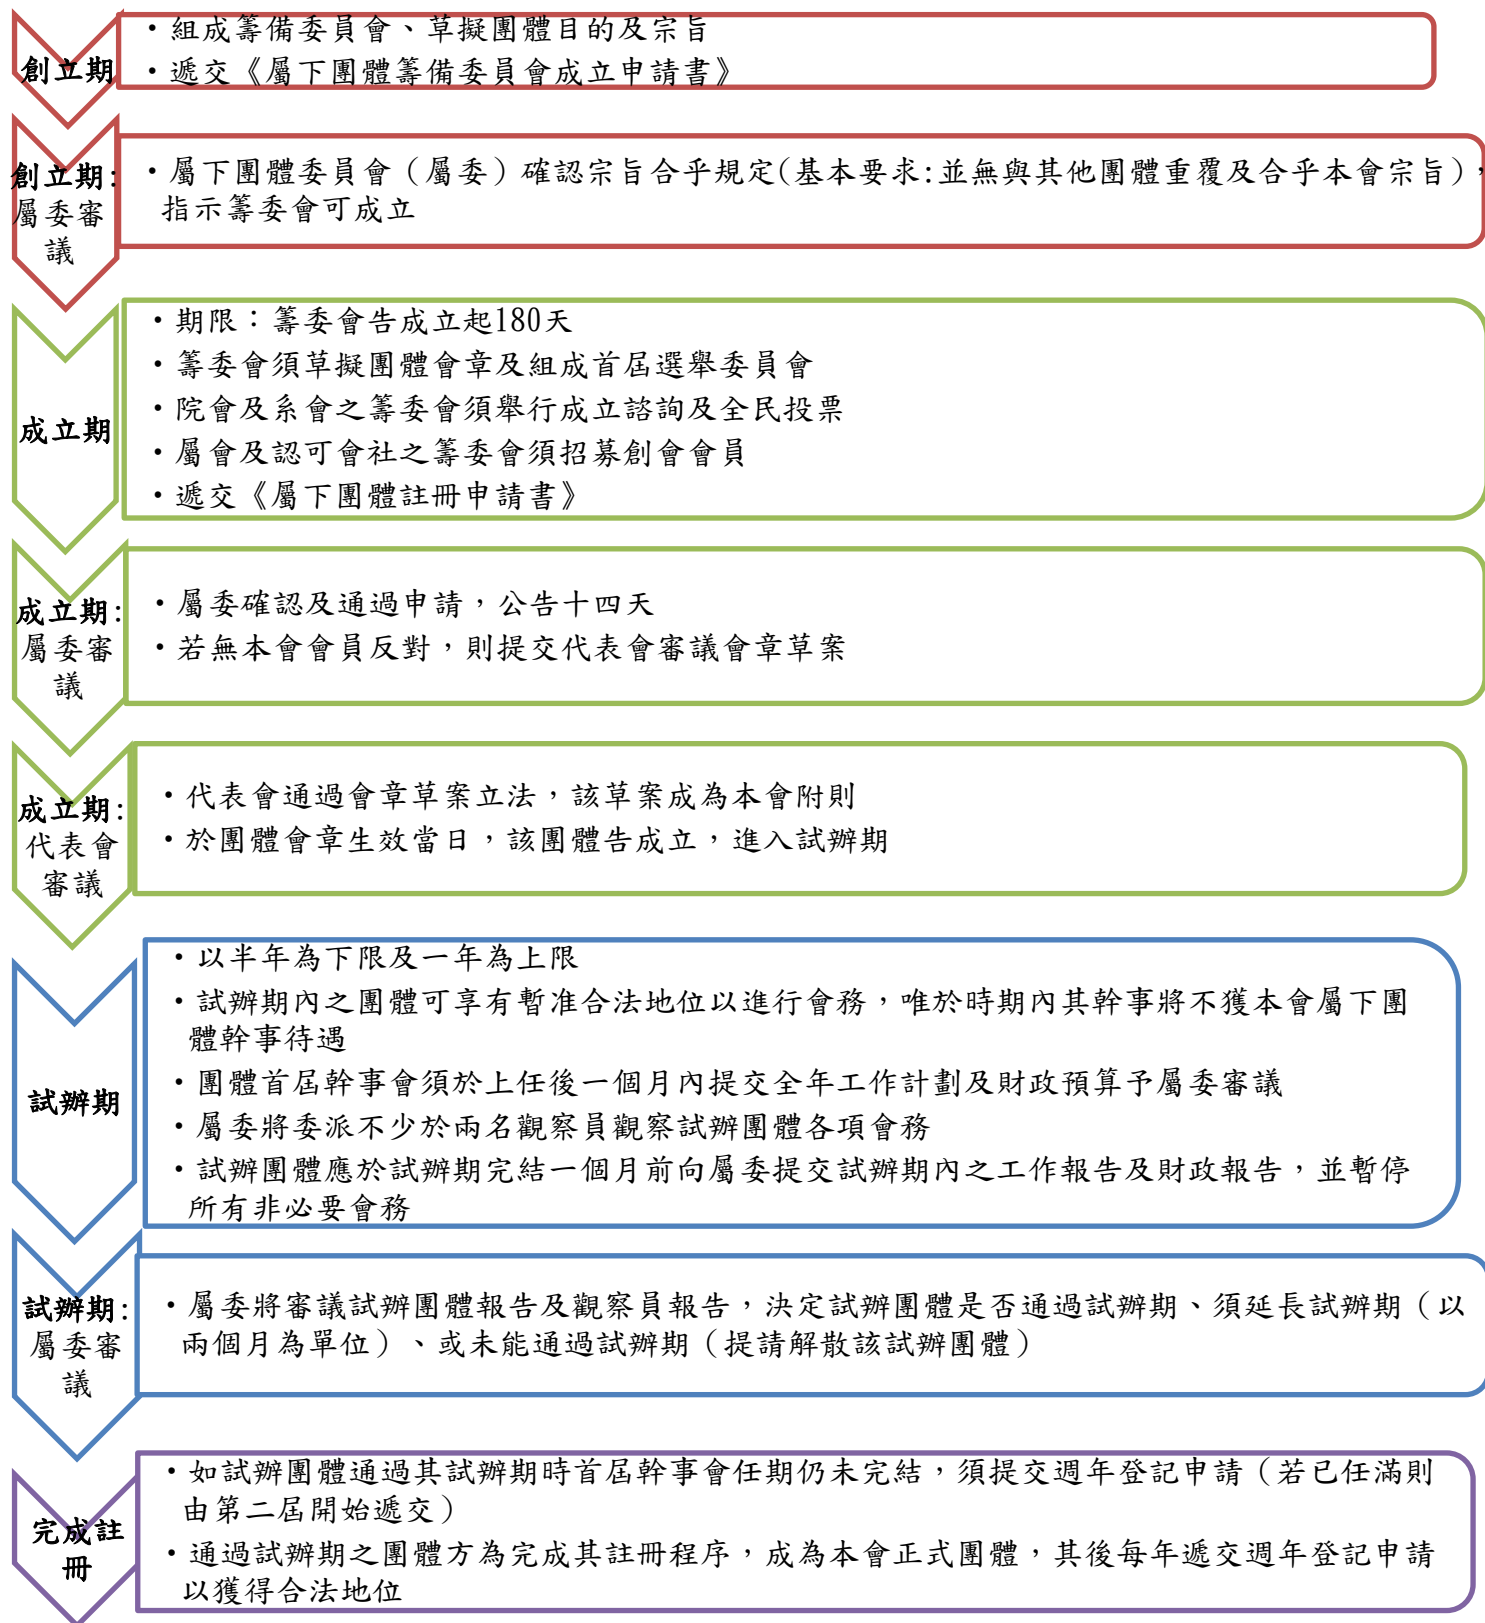 創立期
・組成籌備委員會、草擬團體目的及宗旨
・遞交《屬下團體籌備委員會成立申請書》
創立期:
屬委審
議
・屬下團體委員會（屬委）確認宗旨合乎規定(基本要求:並無與其他團體重覆及合乎本會宗旨)，
指示籌委會可成立
成立期
・期限：籌委會告成立起180天
・籌委會須草擬團體會章及組成首屆選舉委員會
・院會及系會之籌委會須舉行成立諮詢及全民投票
・屬會及認可會社之籌委會須招募創會會員
・遞交《屬下團體註冊申請書》
成立期:
屬委審
議
・屬委確認及通過申請，公告十四天
・若無本會會員反對，則提交代表會審議會章草案
成立期:
代表會
審議
・代表會通過會章草案立法，該草案成為本會附則
・於團體會章生效當日，該團體告成立，進入試辦期
試辦期
・以半年為下限及一年為上限
・試辦期內之團體可享有暫准合法地位以進行會務，唯於時期內其幹事將不獲本會屬下團
體幹事待遇
・團體首屆幹事會須於上任後一個月內提交全年工作計劃及財政預算予屬委審議
・屬委將委派不少於兩名觀察員觀察試辦團體各項會務
・試辦團體應於試辦期完結一個月前向屬委提交試辦期內之工作報告及財政報告，並暫停
所有非必要會務
試辦期:
屬委審
議
・屬委將審議試辦團體報告及觀察員報告，決定試辦團體是否通過試辦期、須延長試辦期（以
兩個月為單位）、或未能通過試辦期（提請解散該試辦團體）
完成註
冊
・如試辦團體通過其試辦期時首屆幹事會任期仍未完結，須提交週年登記申請（若已任滿則
由第二屆開始遞交）
・通過試辦期之團體方為完成其註冊程序，成為本會正式團體，其後每年遞交週年登記申請
以獲得合法地位